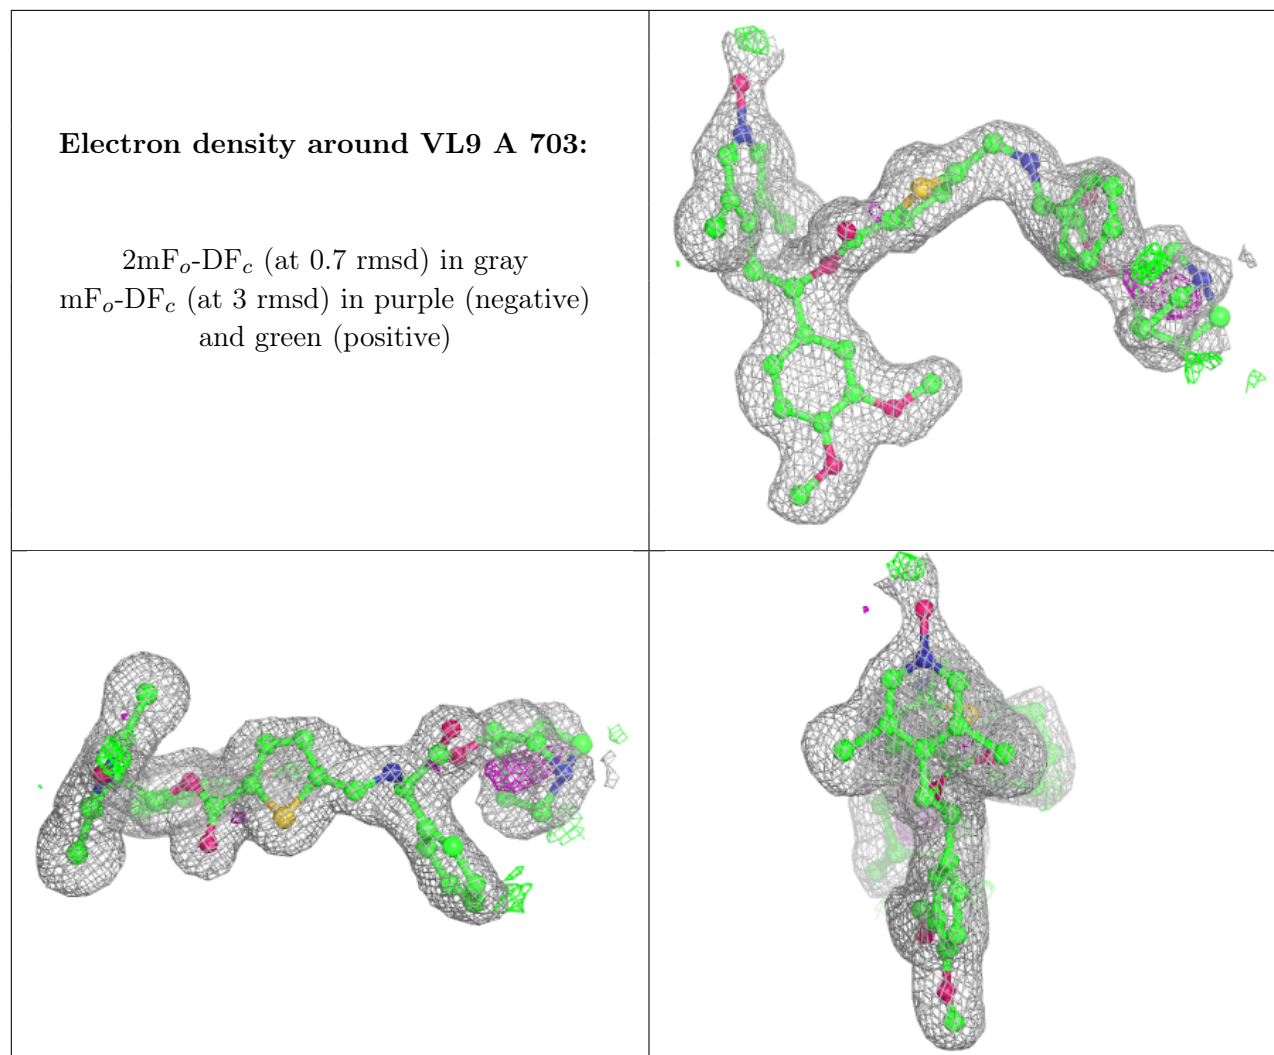 Electron density around VL9 A 703:
2mFo-DFc (at 0.7 rmsd) in gray
mFo-DFc (at 3 rmsd) in purple (negative)
and green (positive)